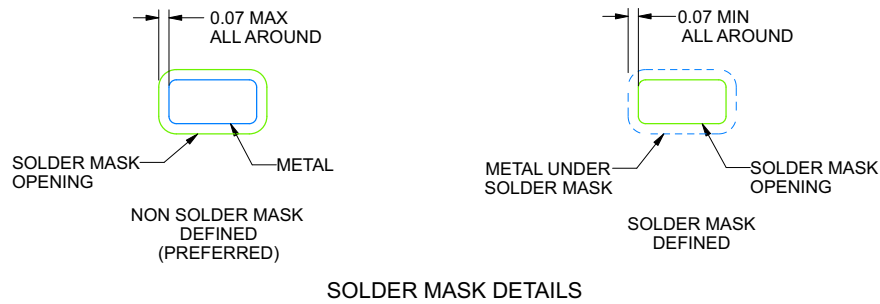 0.07 MAX
ALL AROUND
SOLDER MASK
OPENING
METAL
NON SOLDER MASK
DEFINED
(PREFERRED)
0.07 MIN
ALL AROUND
METAL UNDER
SOLDER MASK
SOLDER MASK
OPENING
SOLDER MASK
DEFINED
SOLDER MASK DETAILS